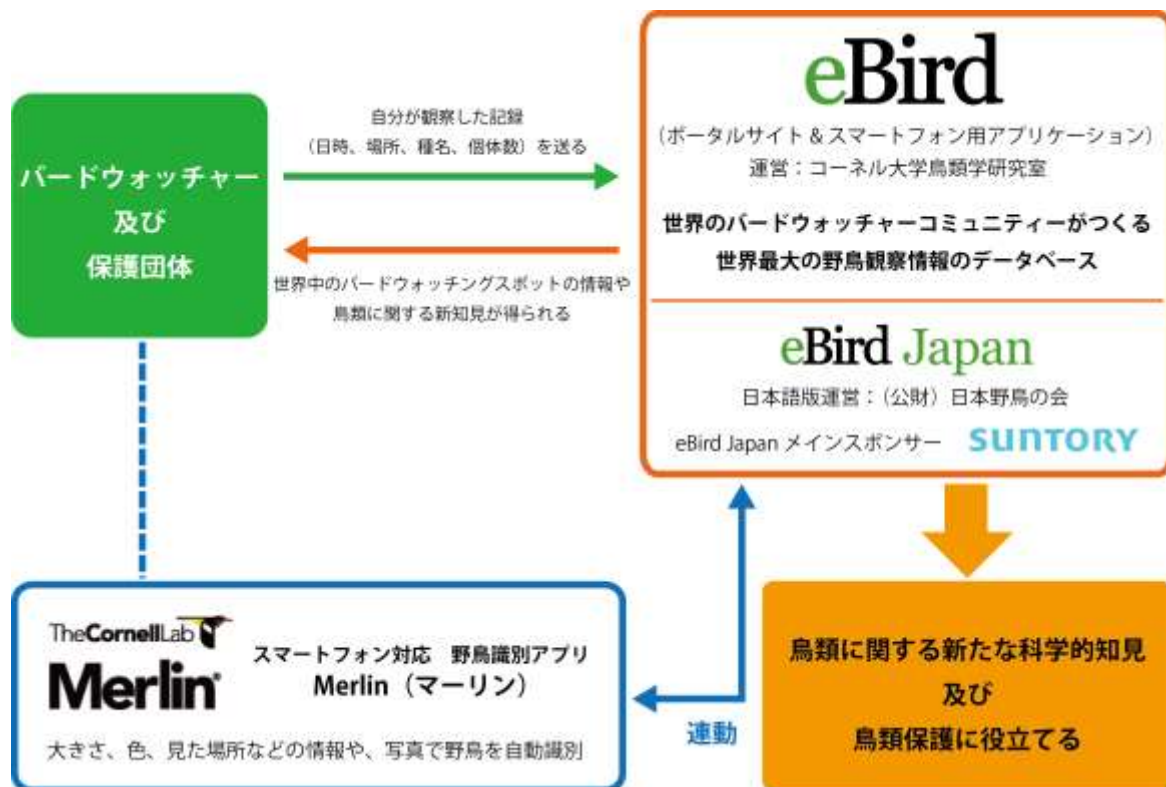 バードウォッチャー
及び
保護団体
自分が観察した記録
（日時、場所、種名、個体数）を送る
世界中のバードウォッチングスポットの情報や
鳥類に関する新知見が得られる
eBird
（ポータルサイト＆スマートフォン用アプリケーション）
運営：コーネル大学鳥類学研究室
世界のバードウォッチャーコミュニティーがつくる
世界最大の野鳥観察情報のデータベース
eBird Japan
日本語版運営：（公財）日本野鳥の会
eBird Japan メインスポンサー SUNTORY
TheCornellLab
Merlin®
スマートフォン対応　野鳥識別アプリ
Merlin（マーリン）
大きさ、色、見た場所などの情報や、写真で野鳥を自動識別
連動
鳥類に関する新たな科学的知見
及び
鳥類保護に役立てる